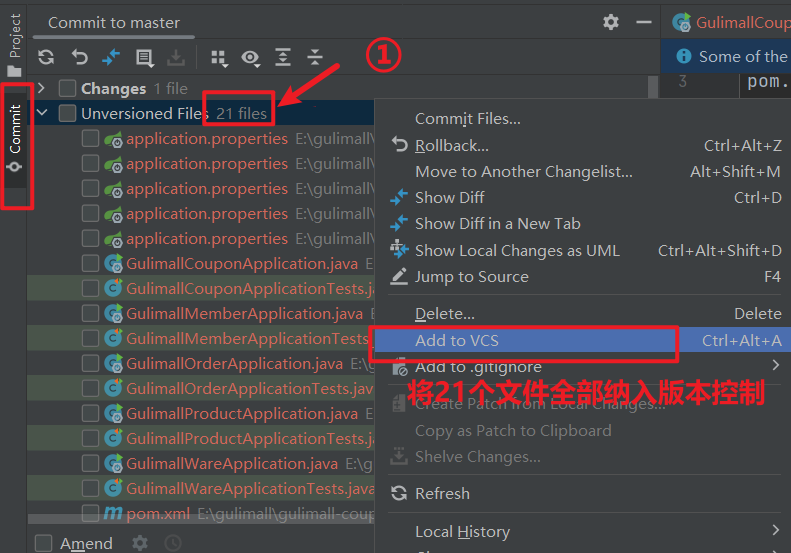 Project
Commit
Commit to master
Changes 1 file
Unversioned Files 21 files
application.properties E:\gulimall\
application.properties E:\gulimall\
application.properties E:\gulimall\
application.properties E:\gulimall\
application.properties E:\gulimall\
GulimallCouponApplication.java E
GulimallCouponApplicationTests.j
GulimallMemberApplication.java E
GulimallMemberApplicationTests.
GulimallOrderApplication.java E:\
GulimallOrderApplicationTests.jav
GulimallProductApplication.java E
GulimallProductApplicationTests.j
GulimallWareApplication.java E:\g
GulimallWareApplicationTests.java
pom.xml E:\gulimall\gulimall-coup
Amend
①
GulimallCoup
Some of the
3 pom.
Commit Files...
Rollback... Ctrl+Alt+Z
Move to Another Changelist... Alt+Shift+M
Show Diff Ctrl+D
Show Diff in a New Tab
Show Local Changes as UML Ctrl+Alt+Shift+D
Jump to Source F4
Delete... Delete
Add to VCS Ctrl+Alt+A
Add to .gitignore
将21个文件全部纳入版本控制
Create Patch from Local Changes...
Copy as Patch to Clipboard
Shelve Changes...
Refresh
Local History